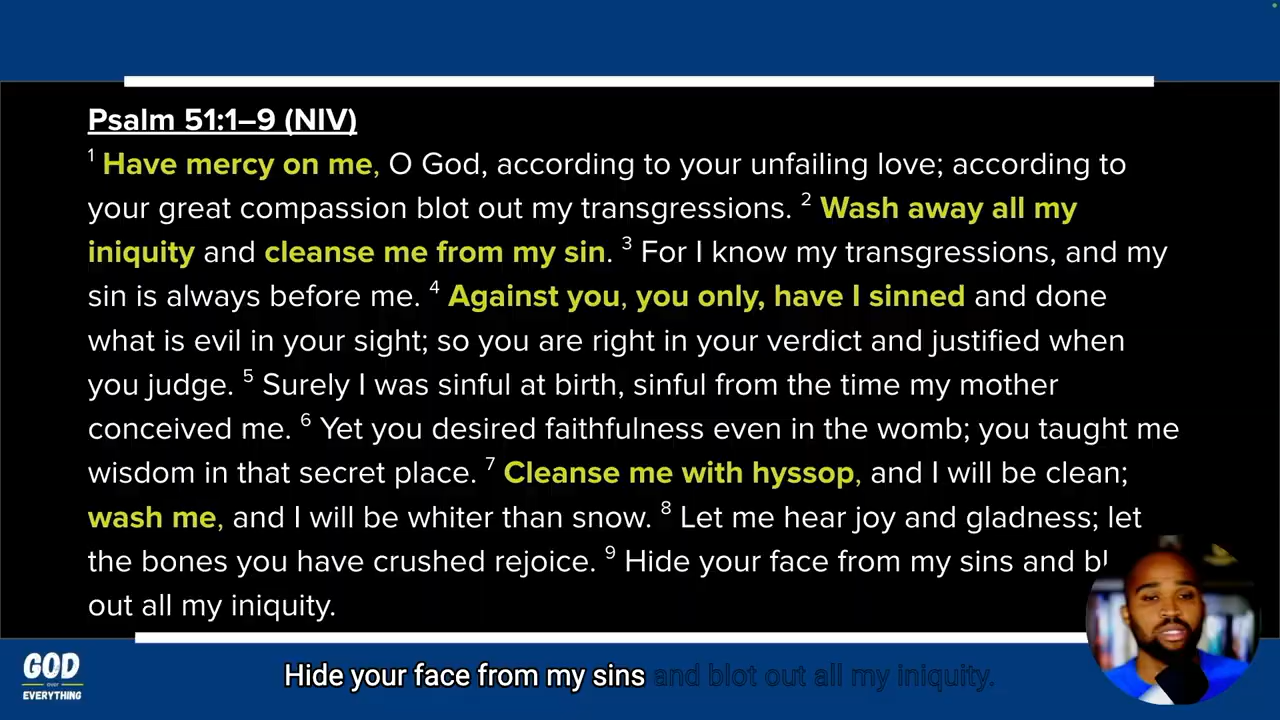 Psalm 51:1–9 (NIV)
1 Have mercy on me, O God, according to your unfailing love; according to
your great compassion blot out my transgressions. 2 Wash away all my
iniquity and cleanse me from my sin. 3 For I know my transgressions, and my
sin is always before me. 4 Against you, you only, have I sinned and done
what is evil in your sight; so you are right in your verdict and justified when
you judge. 5 Surely I was sinful at birth, sinful from the time my mother
conceived me. 6 Yet you desired faithfulness even in the womb; you taught me
wisdom in that secret place. 7 Cleanse me with hyssop, and I will be clean;
wash me, and I will be whiter than snow. 8 Let me hear joy and gladness; let
the bones you have crushed rejoice. 9 Hide your face from my sins and
out all my iniquity.
Hide your face from my sins and blot out all my iniquity.
GOD
over
EVERYTHING